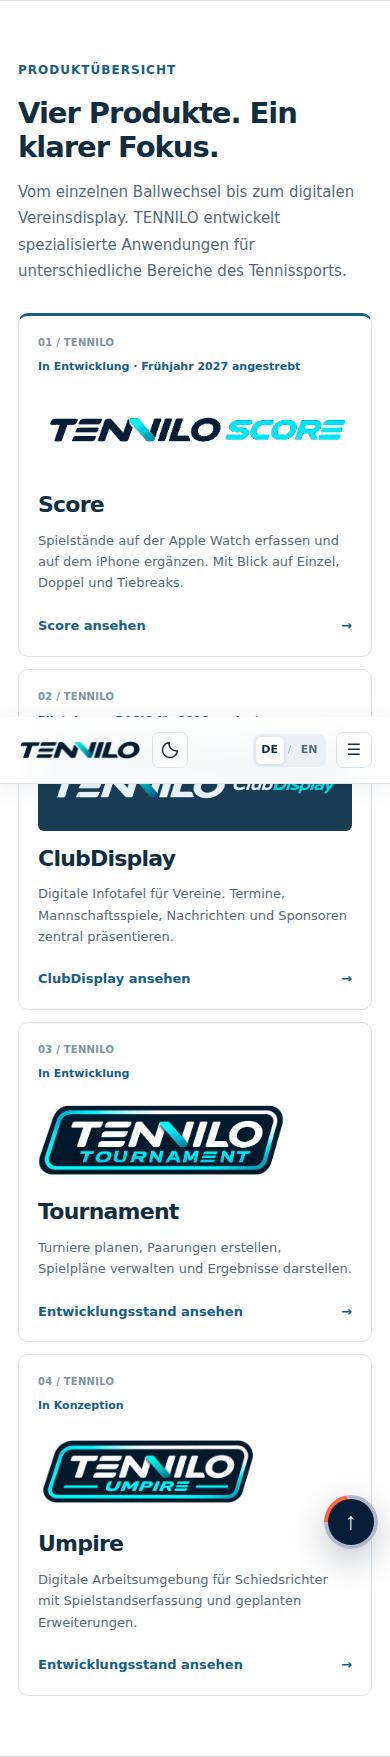 PRODUKTÜBERSICHT
Vier Produkte. Ein
klarer Fokus.
Vom einzelnen Ballwechsel bis zum digitalen
Vereinsdisplay. TENNILO entwickelt
spezialisierte Anwendungen für
unterschiedliche Bereiche des Tennissports.
01 / TENNILO
In Entwicklung · Frühjahr 2027 angestrebt
TENNILO SCORE
Score
Spielstände auf der Apple Watch erfassen und
auf dem iPhone ergänzen. Mit Blick auf Einzel,
Doppel und Tiebreaks.
Score ansehen →
02 / TENNILO
TENNILO DE / EN ☰
TENNILO ClubDisplay
ClubDisplay
Digitale Infotafel für Vereine. Termine,
Mannschaftsspiele, Nachrichten und Sponsoren
zentral präsentieren.
ClubDisplay ansehen →
03 / TENNILO
In Entwicklung
TENNILO
TOURNAMENT
Tournament
Turniere planen, Paarungen erstellen,
Spielpläne verwalten und Ergebnisse darstellen.
Entwicklungsstand ansehen →
04 / TENNILO
In Konzeption
TENNILO
UMPIRE
↑
Umpire
Digitale Arbeitsumgebung für Schiedsrichter
mit Spielstandserfassung und geplanten
Erweiterungen.
Entwicklungsstand ansehen →